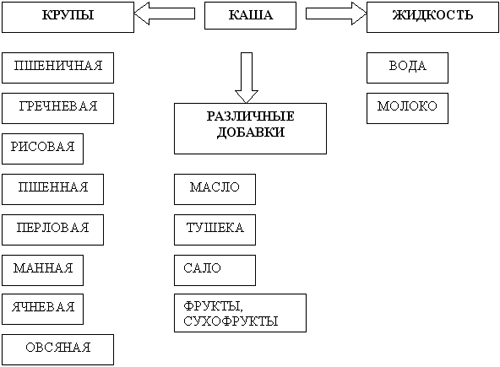 КРУПЫ
КАША
ЖИДКОСТЬ
ПШЕНИЧНАЯ
ГРЕЧНЕВАЯ
РИСОВАЯ
ПШЕННАЯ
ПЕРЛОВАЯ
МАННАЯ
ЯЧНЕВАЯ
ОВСЯНАЯ
РАЗЛИЧНЫЕ
ДОБАВКИ
МАСЛО
ТУШЕКА
САЛО
ФРУКТЫ,
СУХОФРУКТЫ
ВОДА
МОЛОКО